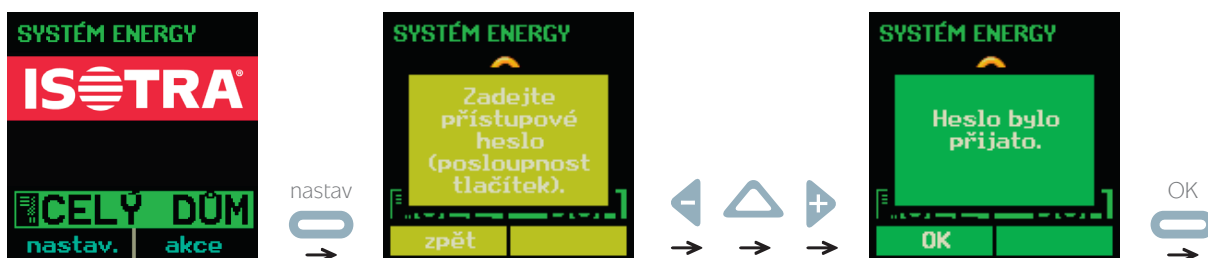 SYSTÉM ENERGY
ISOTRA®
CELÝ DŮM
nastav.
akce
nastav
SYSTÉM ENERGY
Zadejte
přístupové
heslo
(posloupnost
tlačítek).
zpět
SYSTÉM ENERGY
Heslo bylo
přijato.
OK
OK